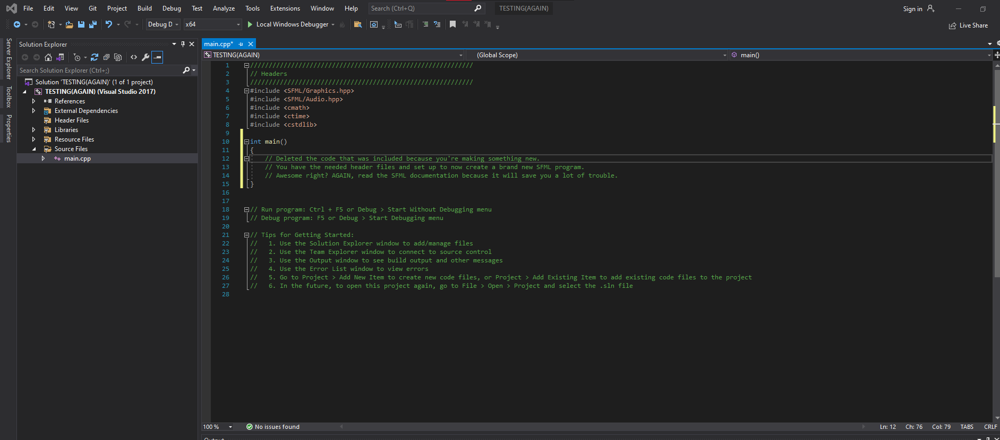 File Edit View Git Project Build Debug Test Analyze Tools Extensions Window Help Search (Ctrl+Q) TESTING(AGAIN) Sign in
Debug D x64 Local Windows Debugger Live Share
Server Explorer
Toolbox
Properties
Solution Explorer
Search Solution Explorer (Ctrl+;)
Solution 'TESTING(AGAIN)' (1 of 1 project)
TESTING(AGAIN) (Visual Studio 2017)
References
External Dependencies
Header Files
Libraries
Resource Files
Source Files
main.cpp
main.cpp*
TESTING(AGAIN) (Global Scope) main()
1 ////////////////////////////////////////////////////////////
2 // Headers
3 ////////////////////////////////////////////////////////////
4 #include <SFML/Graphics.hpp>
5 #include <SFML/Audio.hpp>
6 #include <cmath>
7 #include <ctime>
8 #include <cstdlib>
9
10 int main()
11 {
12 // Deleted the code that was included because you're making something new.
13 // You have the needed header files and set up to now create a brand new SFML program.
14 // Awesome right? AGAIN, read the SFML documentation because it will save you a lot of trouble.
15 }
16
17
18 // Run program: Ctrl + F5 or Debug > Start Without Debugging menu
19 // Debug program: F5 or Debug > Start Debugging menu
20
21 // Tips for Getting Started:
22 // 1. Use the Solution Explorer window to add/manage files
23 // 2. Use the Team Explorer window to connect to source control
24 // 3. Use the Output window to see build output and other messages
25 // 4. Use the Error List window to view errors
26 // 5. Go to Project > Add New Item to create new code files, or Project > Add Existing Item to add existing code files to the project
27 // 6. In the future, to open this project again, go to File > Open > Project and select the .sln file
28
100 % No issues found Ln: 12 Ch: 76 Col: 79 TABS CRLF
Output